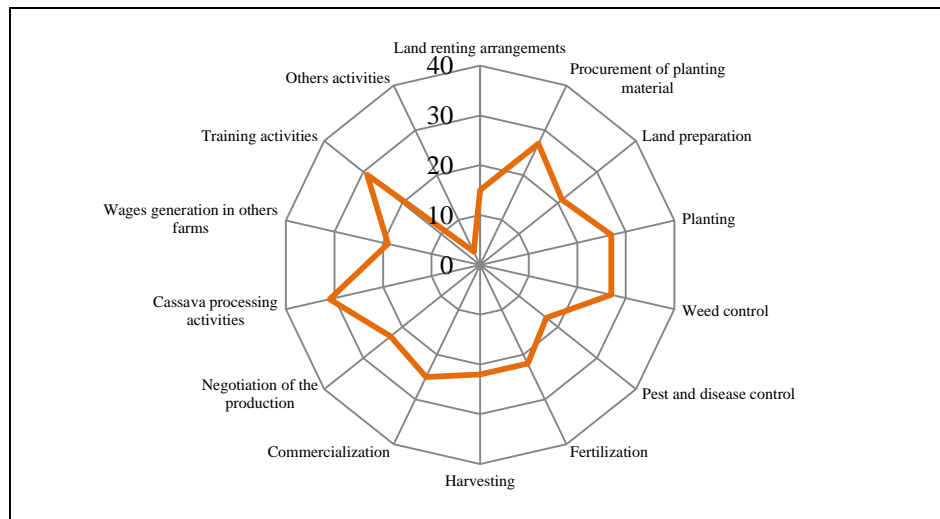 Land renting arrangements
40
Procurement of planting
material
Others activities
30
Training activities
Land preparation
20
Wages generation in others
farms
10
Planting
0
Cassava processing
activities
Weed control
Negotiation of the
production
Pest and disease control
Commercialization
Fertilization
Harvesting